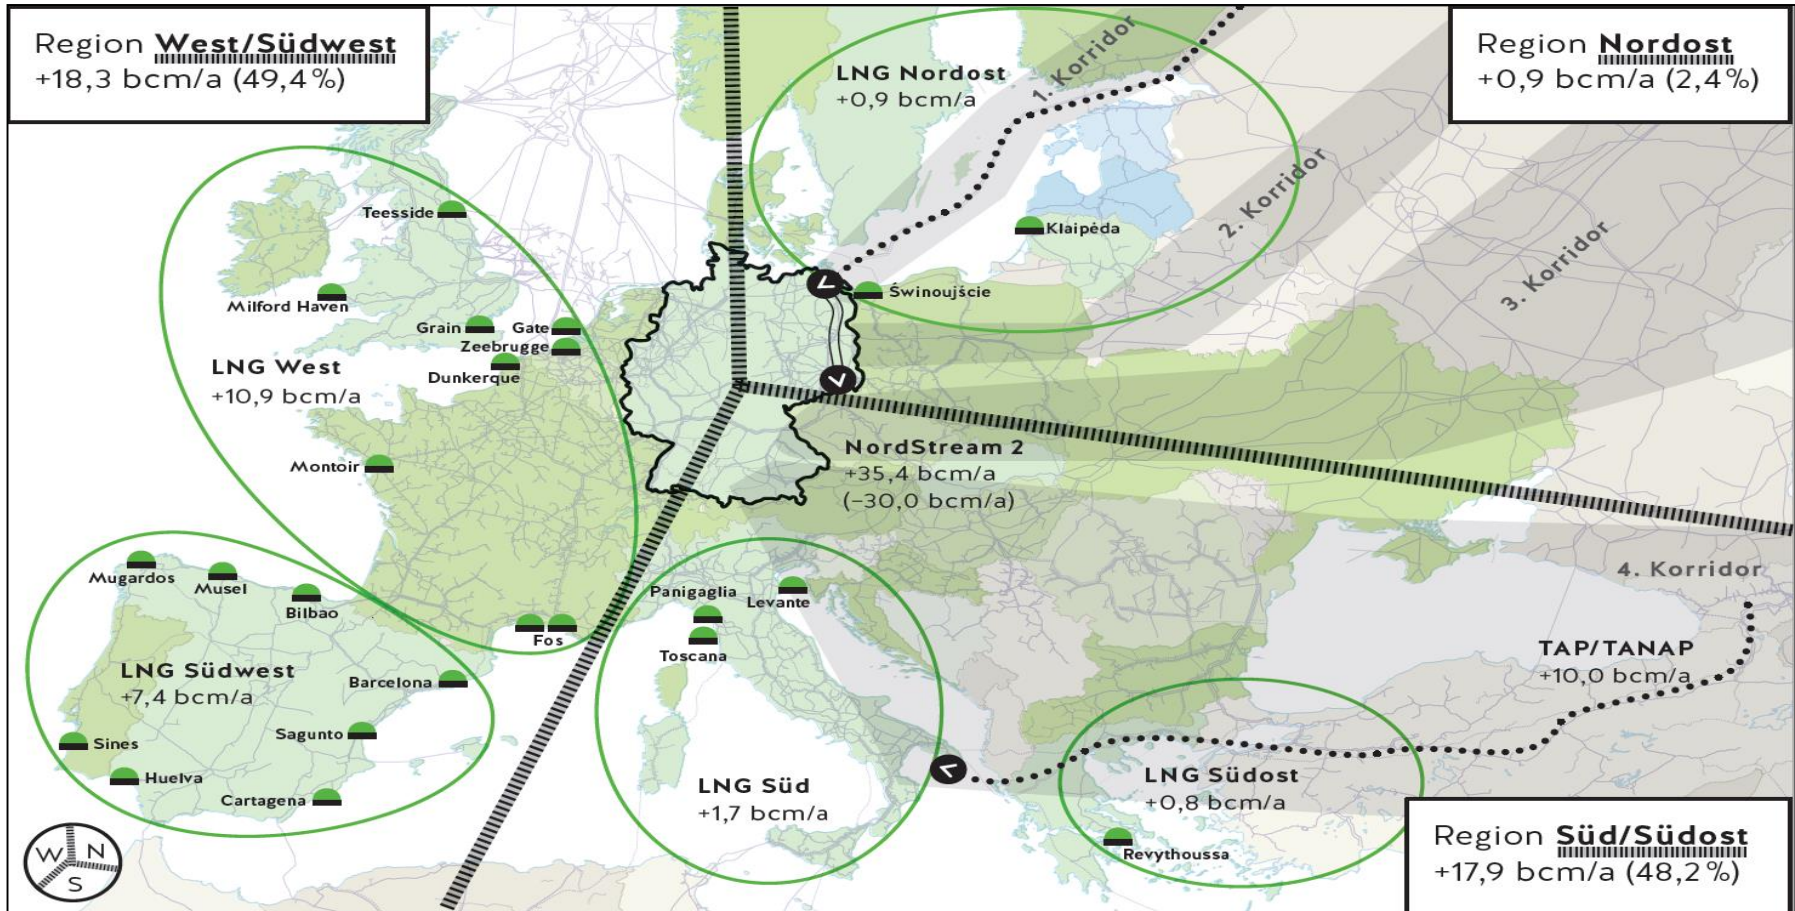 Region West/Südwest
+18,3 bcm/a (49,4%)
Region Nordost
+0,9 bcm/a (2,4%)
LNG Nordost
+0,9 bcm/a
1. Korridor
2. Korridor
3. Korridor
Klaipėda
Świnoujście
Teesside
Milford Haven
Grain
Gate
Zeebrugge
Dunkerque
LNG West
+10,9 bcm/a
Montoir
NordStream 2
+35,4 bcm/a
(−30,0 bcm/a)
4. Korridor
Mugardos
Musel
Bilbao
Fos
Panigaglia
Levante
Toscana
LNG Südwest
+7,4 bcm/a
Barcelona
Sagunto
Sines
Huelva
Cartagena
TAP/TANAP
+10,0 bcm/a
LNG Süd
+1,7 bcm/a
LNG Südost
+0,8 bcm/a
Revythoussa
Region Süd/Südost
+17,9 bcm/a (48,2%)
W N
S